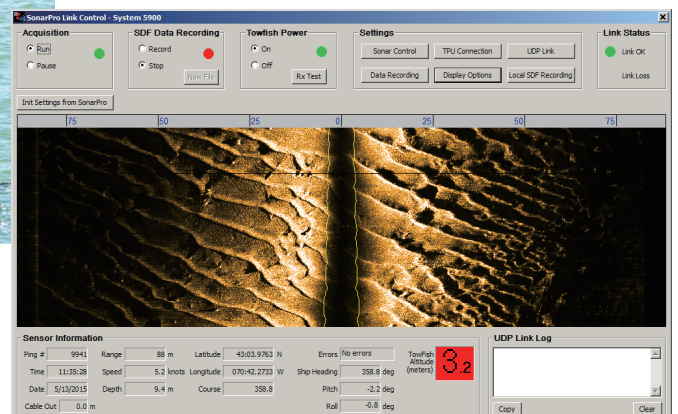 SonarPro Link Control - System 5900
Acquisition
Run
Pause
SDF Data Recording
Record
Stop
New File
Towfish Power
On
Off
Rx Test
Settings
Sonar Control
TPU Connection
UDP Link
Data Recording
Display Options
Local SDF Recording
Link Status
Link OK
Link Loss
Init Settings from SonarPro
75 50 25 0 25 50 75
Sensor Information
Ping # 9941 Range 88 m Latitude 43:03.9763 N Errors No errors
Time 11:35:28 Speed 5.2 knots Longitude 070:42.2733 W Ship Heading 358.8 deg
Date 5/13/2015 Depth 9.4 m Course 358.8 Pitch -2.2 deg
Cable Out 0.0 m Roll -0.8 deg
TowFish
Altitude
(meters)
3.2
UDP Link Log
Copy
Clear